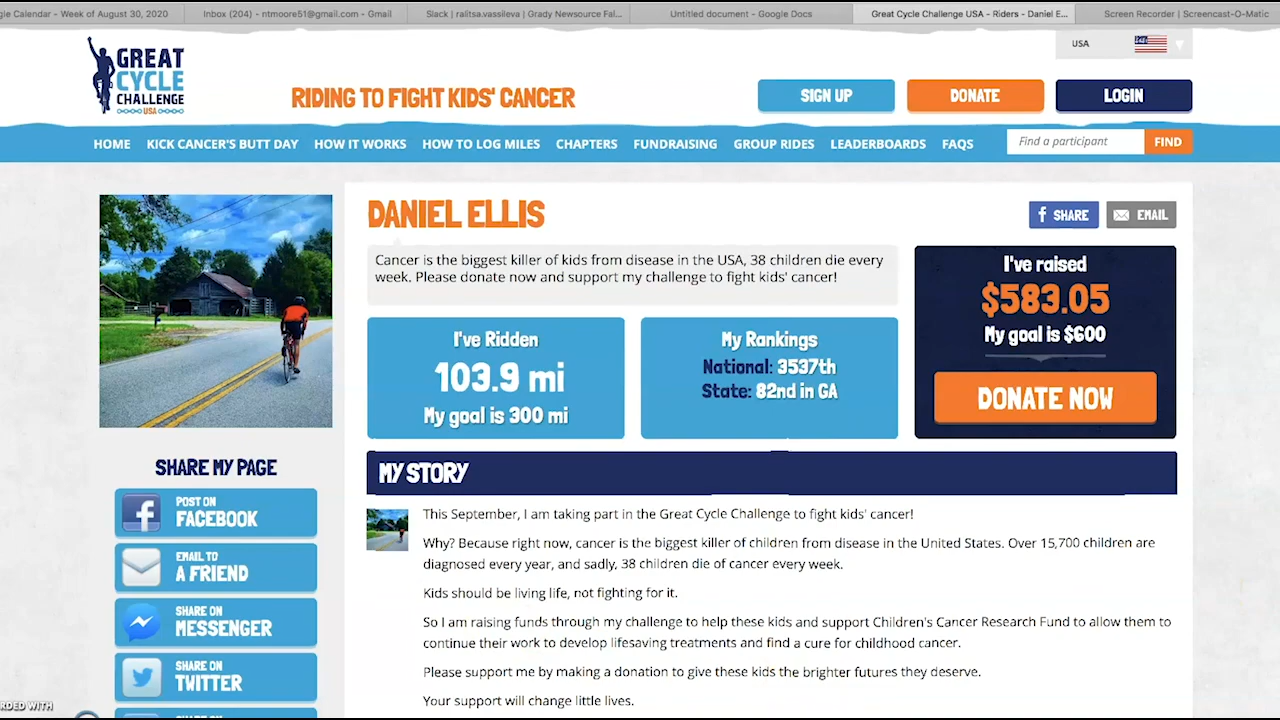 gle Calendar - Week of August 30, 2020
Inbox (204) - ntmoore51@gmail.com - Gmail
Slack | ralitsa.vassileva | Grady Newsource Fal...
Untitled document - Google Docs
Great Cycle Challenge USA - Riders - Daniel E...
Screen Recorder | Screencast-O-Matic
USA
GREAT
CYCLE
CHALLENGE
USA
RIDING TO FIGHT KIDS' CANCER
SIGN UP
DONATE
LOGIN
HOME
KICK CANCER'S BUTT DAY
HOW IT WORKS
HOW TO LOG MILES
CHAPTERS
FUNDRAISING
GROUP RIDES
LEADERBOARDS
FAQS
Find a participant
FIND
DANIEL ELLIS
f SHARE
EMAIL
Cancer is the biggest killer of kids from disease in the USA, 38 children die every
week. Please donate now and support my challenge to fight kids' cancer!
I've raised
$583.05
My goal is $600
DONATE NOW
I've Ridden
103.9 mi
My goal is 300 mi
My Rankings
National: 3537th
State: 82nd in GA
SHARE MY PAGE
f POST ON
FACEBOOK
EMAIL TO
A FRIEND
SHARE ON
MESSENGER
SHARE ON
TWITTER
MY STORY
This September, I am taking part in the Great Cycle Challenge to fight kids' cancer!
Why? Because right now, cancer is the biggest killer of children from disease in the United States. Over 15,700 children are
diagnosed every year, and sadly, 38 children die of cancer every week.
Kids should be living life, not fighting for it.
So I am raising funds through my challenge to help these kids and support Children's Cancer Research Fund to allow them to
continue their work to develop lifesaving treatments and find a cure for childhood cancer.
Please support me by making a donation to give these kids the brighter futures they deserve.
Your support will change little lives.
RDED WITH